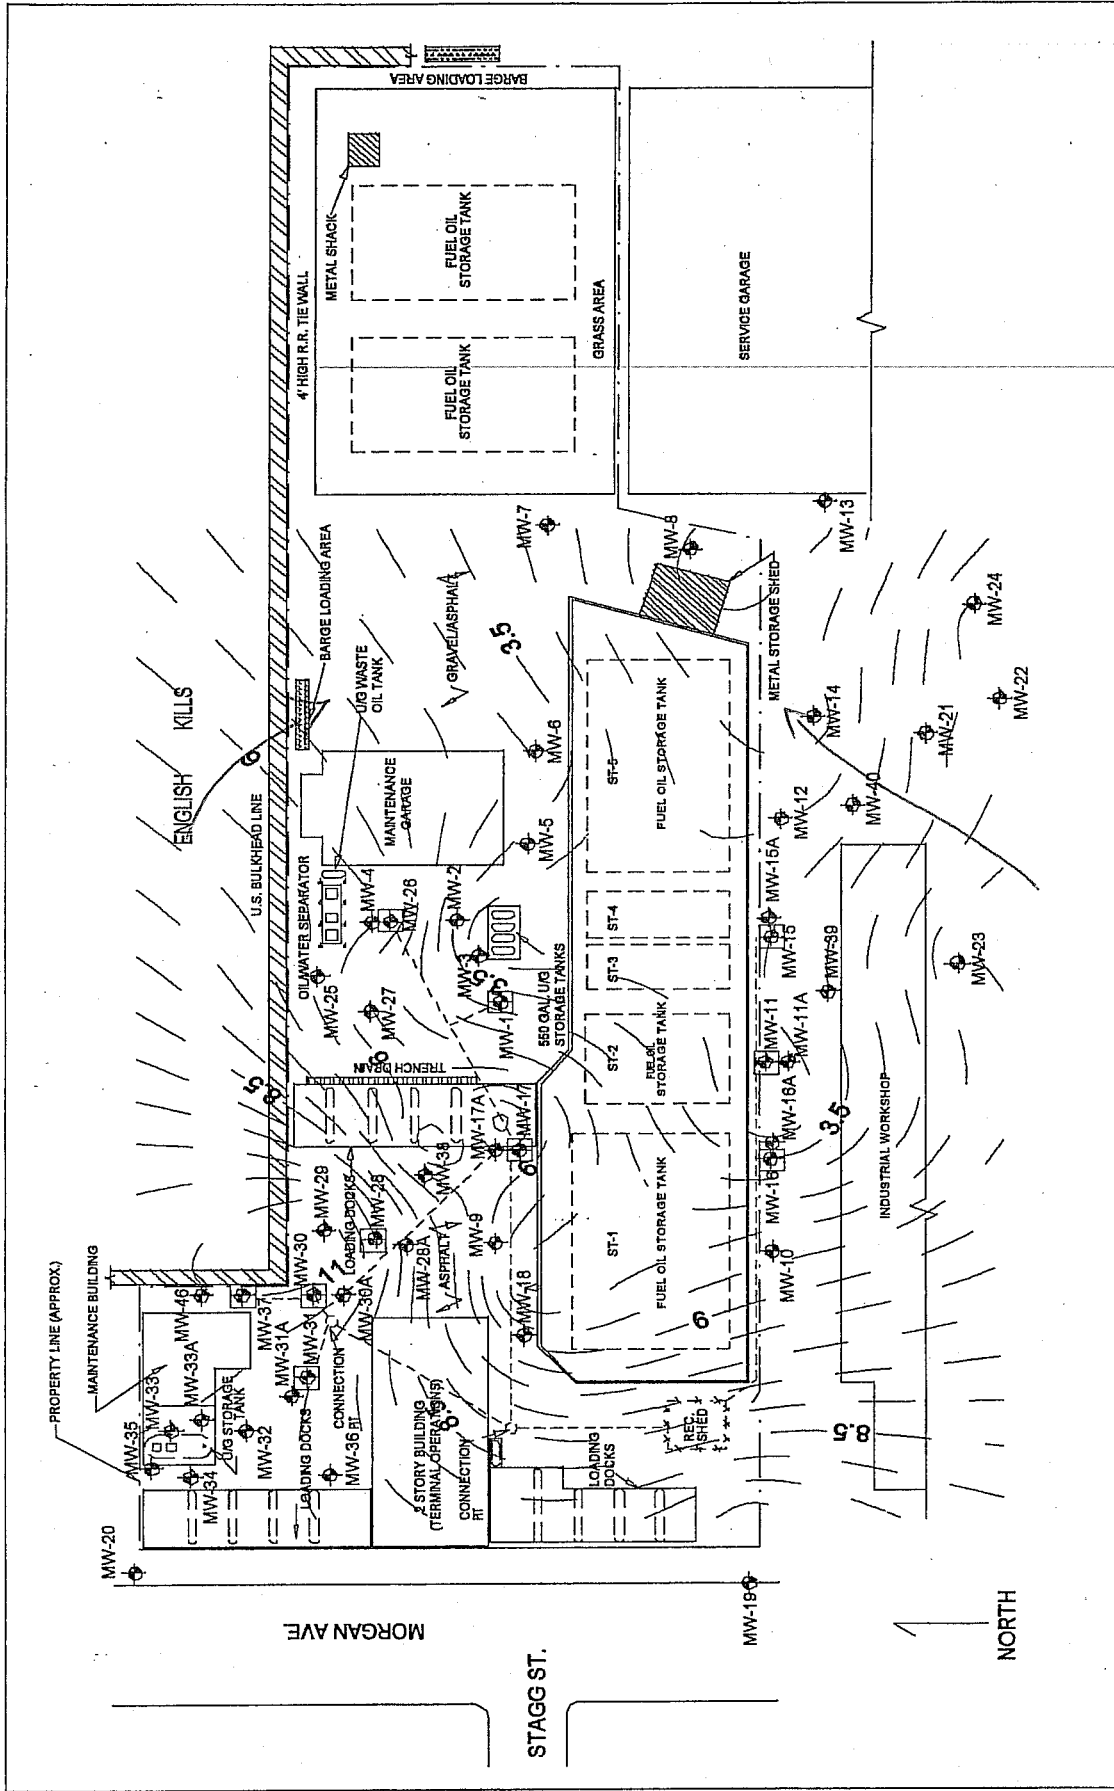 PROPERTY LINE (APPROX.)
MAINTENANCE BUILDING
ENGLISH KILLS
6
U.S. BULKHEAD LINE
8.5
BARGE LOADING AREA
U/G WASTE
OIL TANK
4' HIGH R.R. TIE WALL
METAL SHACK
BARGE LOADING AREA
FUEL OIL
STORAGE TANK
FUEL OIL
STORAGE TANK
GRASS AREA
SERVICE GARAGE
MW-20
MW-35
MW-33
MW-33A
MW-34
U/G STORAGE
TANK
MW-32
MW-46
MW-37
MW-31A
MW-31
MW-30
11
MW-30A
MW-29
LOADING DOCKS
CONNECTION
PIT
MW-36
LOADING DOCKS
MW-28
MW-28A
MW-38
ASPHALT
MW-9
MW-18
MW-17A
MW-17
6
TRENCH DRAIN
6
OIL/WATER SEPARATOR
MW-25
MW-27
MW-4
MW-26
MW-2
MW-3
MW-1
550 GAL. U/G
STORAGE TANKS
MAINTENANCE
GARAGE
MW-5
MW-6
GRAVEL/ASPHALT
3.5
MW-7
MW-8
METAL STORAGE SHED
MW-13
2 STORY BUILDING
(TERMINAL OPERATIONS)
CONNECTION
PIT
LOADING
DOCKS
REC.
SHED
8.5
ST-1
FUEL OIL STORAGE TANK
6
ST-2
FUEL OIL
STORAGE TANK
ST-3
ST-4
ST-5
FUEL OIL STORAGE TANK
MW-10
MW-16
MW-16A
3.5
MW-11
MW-11A
MW-39
MW-15
MW-15A
MW-12
MW-40
MW-14
MW-21
MW-22
MW-24
MW-23
INDUSTRIAL WORKSHOP
MORGAN AVE.
STAGG ST.
MW-19
NORTH